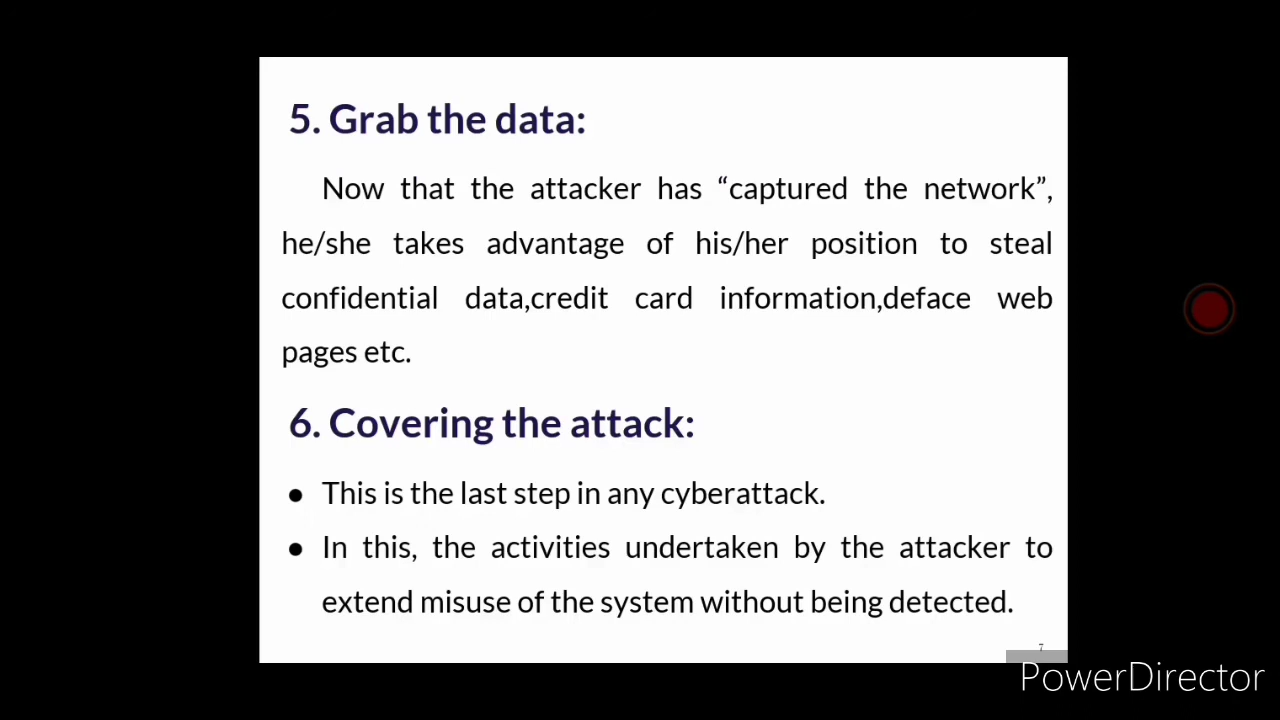 5. Grab the data:
Now that the attacker has “captured the network”,
he/she takes advantage of his/her position to steal
confidential data,credit card information,deface web
pages etc.
6. Covering the attack:
● This is the last step in any cyberattack.
● In this, the activities undertaken by the attacker to
extend misuse of the system without being detected.
7
PowerDirector